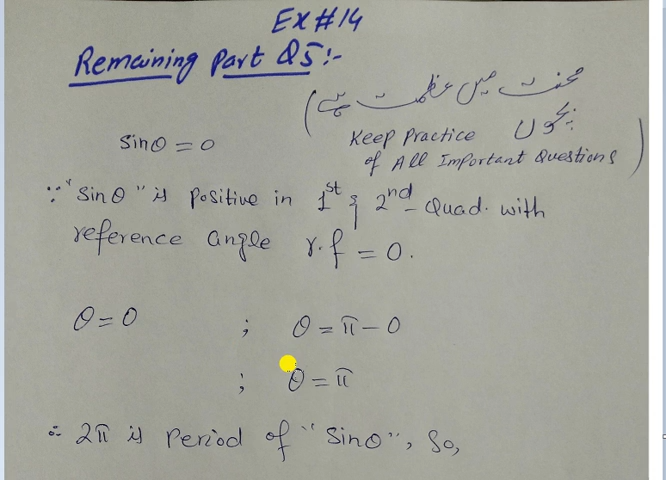 Ex#14
Remaining Part Q5:-
(محنت میں عظمت ہے
Sinθ = 0
Keep Practice
of All Important Questions)
∵ "Sinθ" is Positive in 1st & 2nd - Quad. with
reference angle r.f = 0.
θ = 0 ; θ = π - 0
; θ = π
∴ 2π is Period of "Sinθ", So,